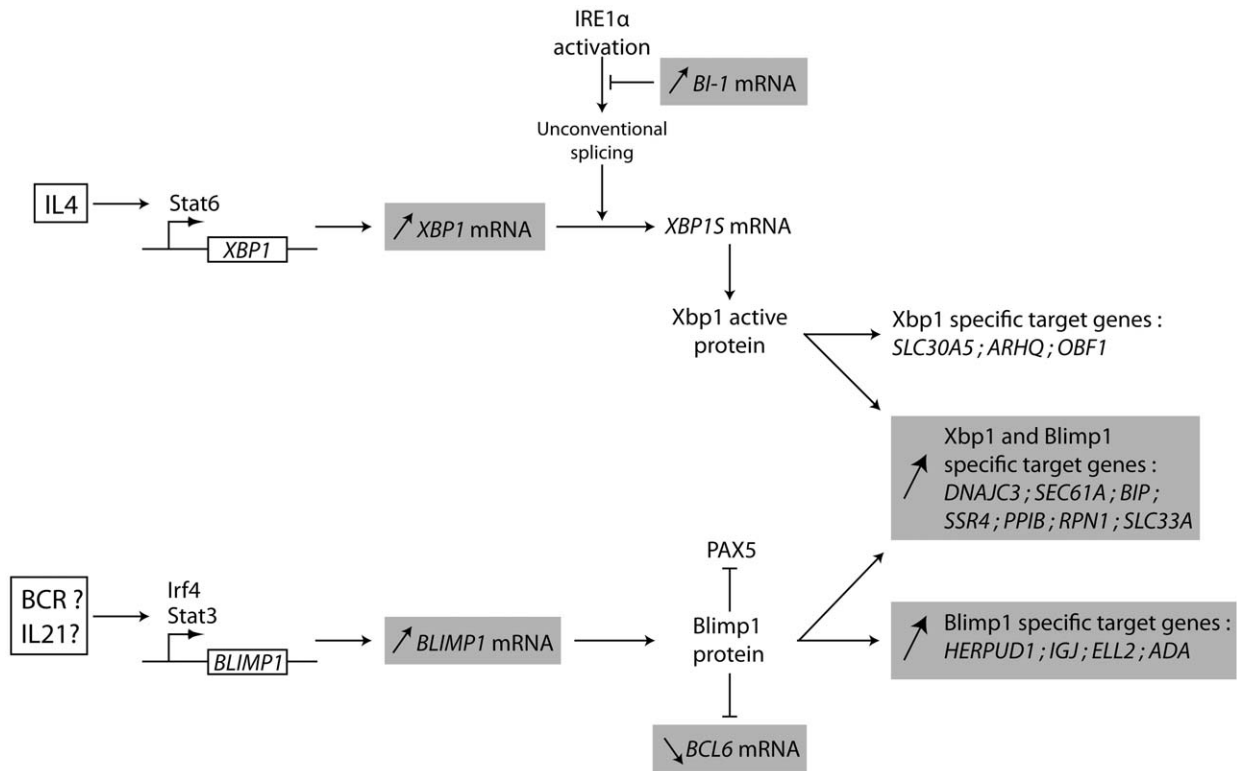 IRE1α
activation
BI-1 mRNA
Unconventional
splicing
IL4
Stat6
XBP1
XBP1 mRNA
XBP1S mRNA
Xbp1 active
protein
Xbp1 specific target genes :
SLC30A5 ; ARHQ ; OBF1
Xbp1 and Blimp1
specific target genes :
DNAJC3 ; SEC61A ; BIP ;
SSR4 ; PPIB ; RPN1 ; SLC33A
PAX5
BCR ?
IL21?
Irf4
Stat3
BLIMP1
BLIMP1 mRNA
Blimp1
protein
Blimp1 specific target genes :
HERPUD1 ; IGJ ; ELL2 ; ADA
BCL6 mRNA